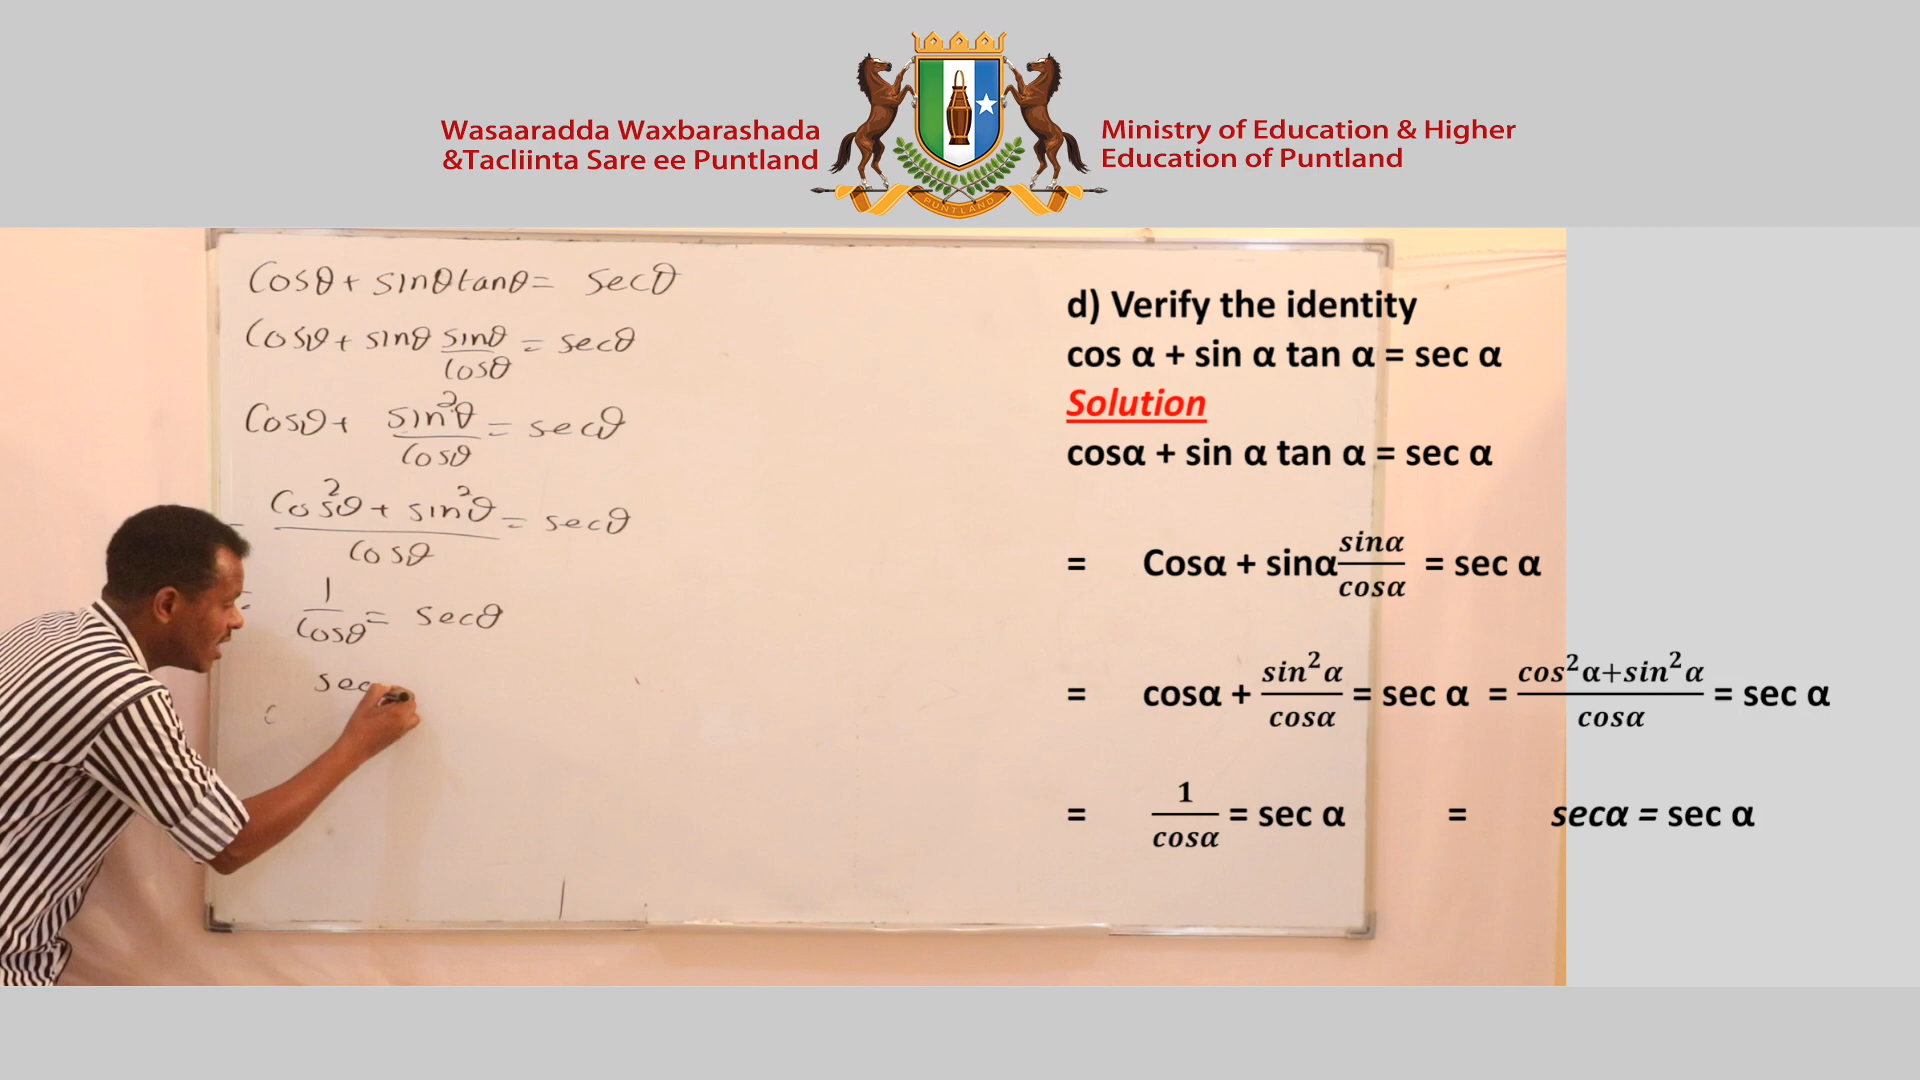 Wasaaradda Waxbarashada
&Tacliinta Sare ee Puntland
PUNTLAND
Ministry of Education & Higher
Education of Puntland
Cosθ + sinθtanθ = secθ
Cosθ + sinθ sinθ/cosθ = secθ
Cosθ + sin²θ/cosθ = secθ
= cos²θ + sin²θ/cosθ = secθ
= 1/cosθ = secθ
sec
d) Verify the identity
cos α + sin α tan α = sec α
Solution
cosα + sin α tan α = sec α
= Cosα + sinα sinα/cosα = sec α
= cosα + sin²α/cosα = sec α = cos²α+sin²α/cosα = sec α
= 1/cosα = sec α = secα = sec α